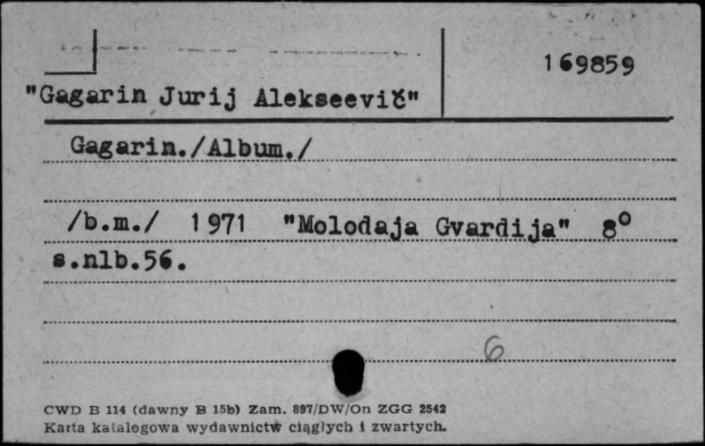 169859
"Gagarin Jurij Alekseevič"
Gagarin./Album./
/b.m./ 1971 "Molodaja Gvardija" 8°
s.nlb.56.
6
CWD B 114 (dawny B 15b) Zam. 897/DW/On ZGG 2542
Karta katalogowa wydawnictw ciągłych i zwartych.